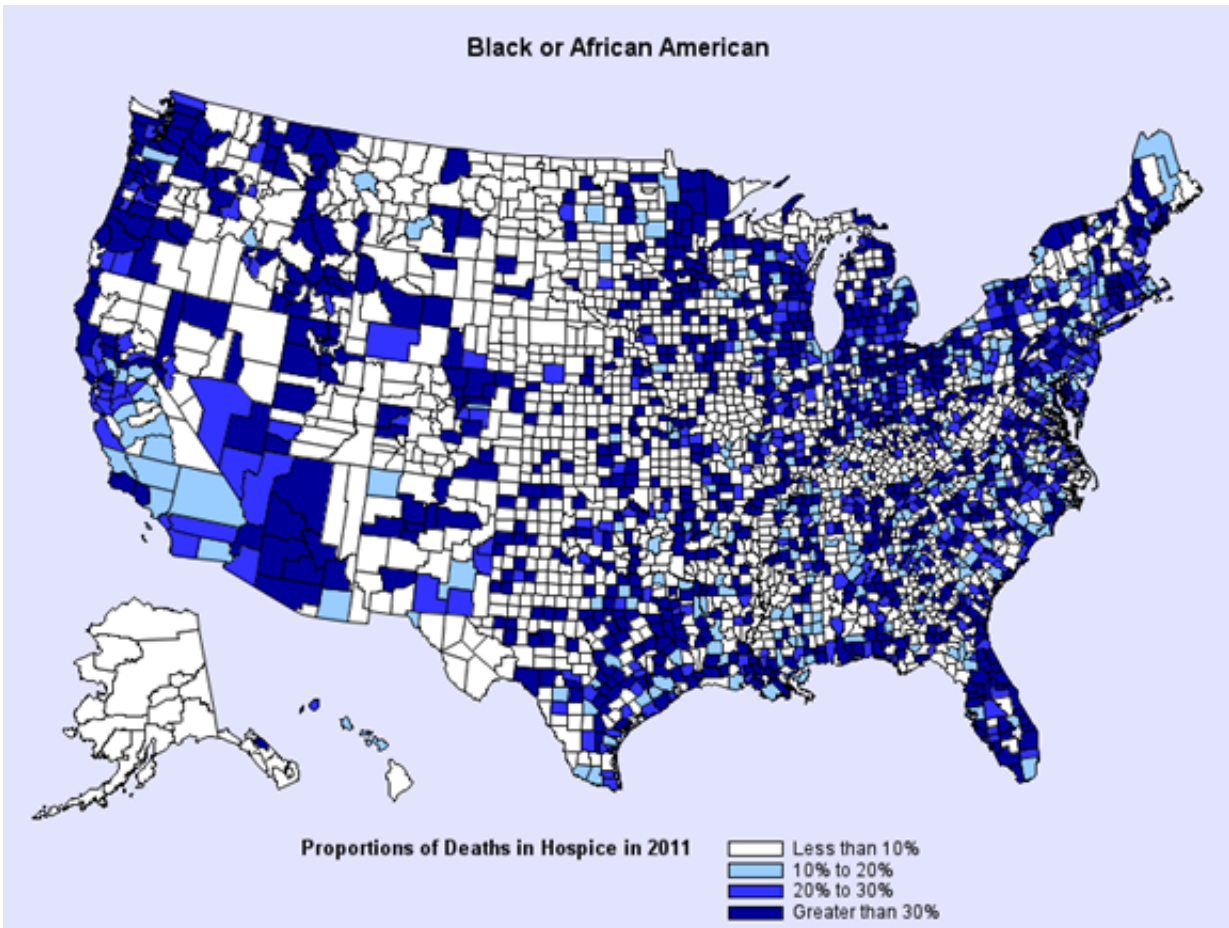 Black or African American
Proportions of Deaths in Hospice in 2011
Less than 10%
10% to 20%
20% to 30%
Greater than 30%